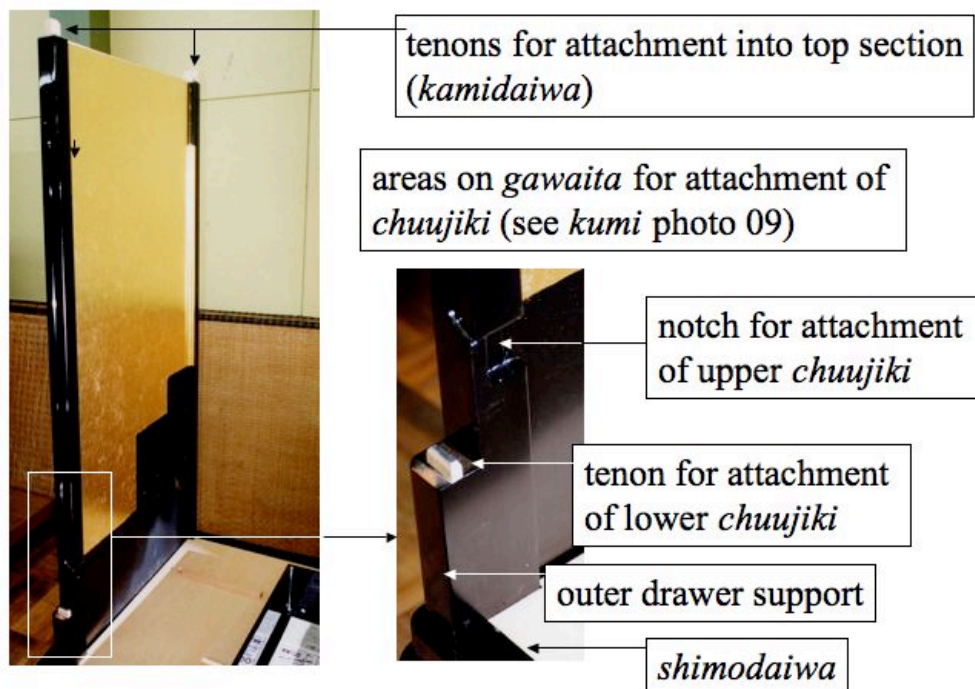 tenons for attachment into top section
(kamidaiwa)
areas on gawaita for attachment of
chuujiki (see kumi photo 09)
notch for attachment
of upper chuujiki
tenon for attachment
of lower chuujiki
outer drawer support
shimodaiwa